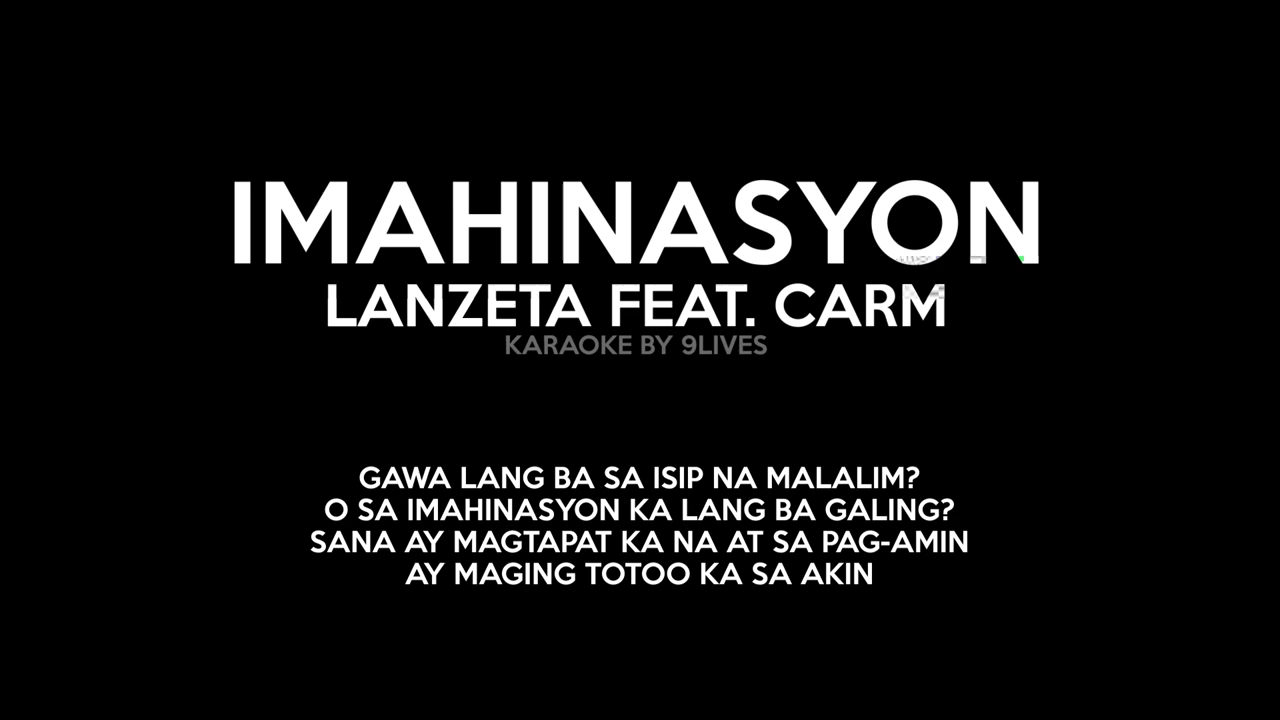 IMAHINASYON
LANZETA FEAT. CARM
KARAOKE BY 9LIVES
GAWA LANG BA SA ISIP NA MALALIM?
O SA IMAHINASYON KA LANG BA GALING?
SANA AY MAGTAPAT KA NA AT SA PAG-AMIN
AY MAGING TOTOO KA SA AKIN